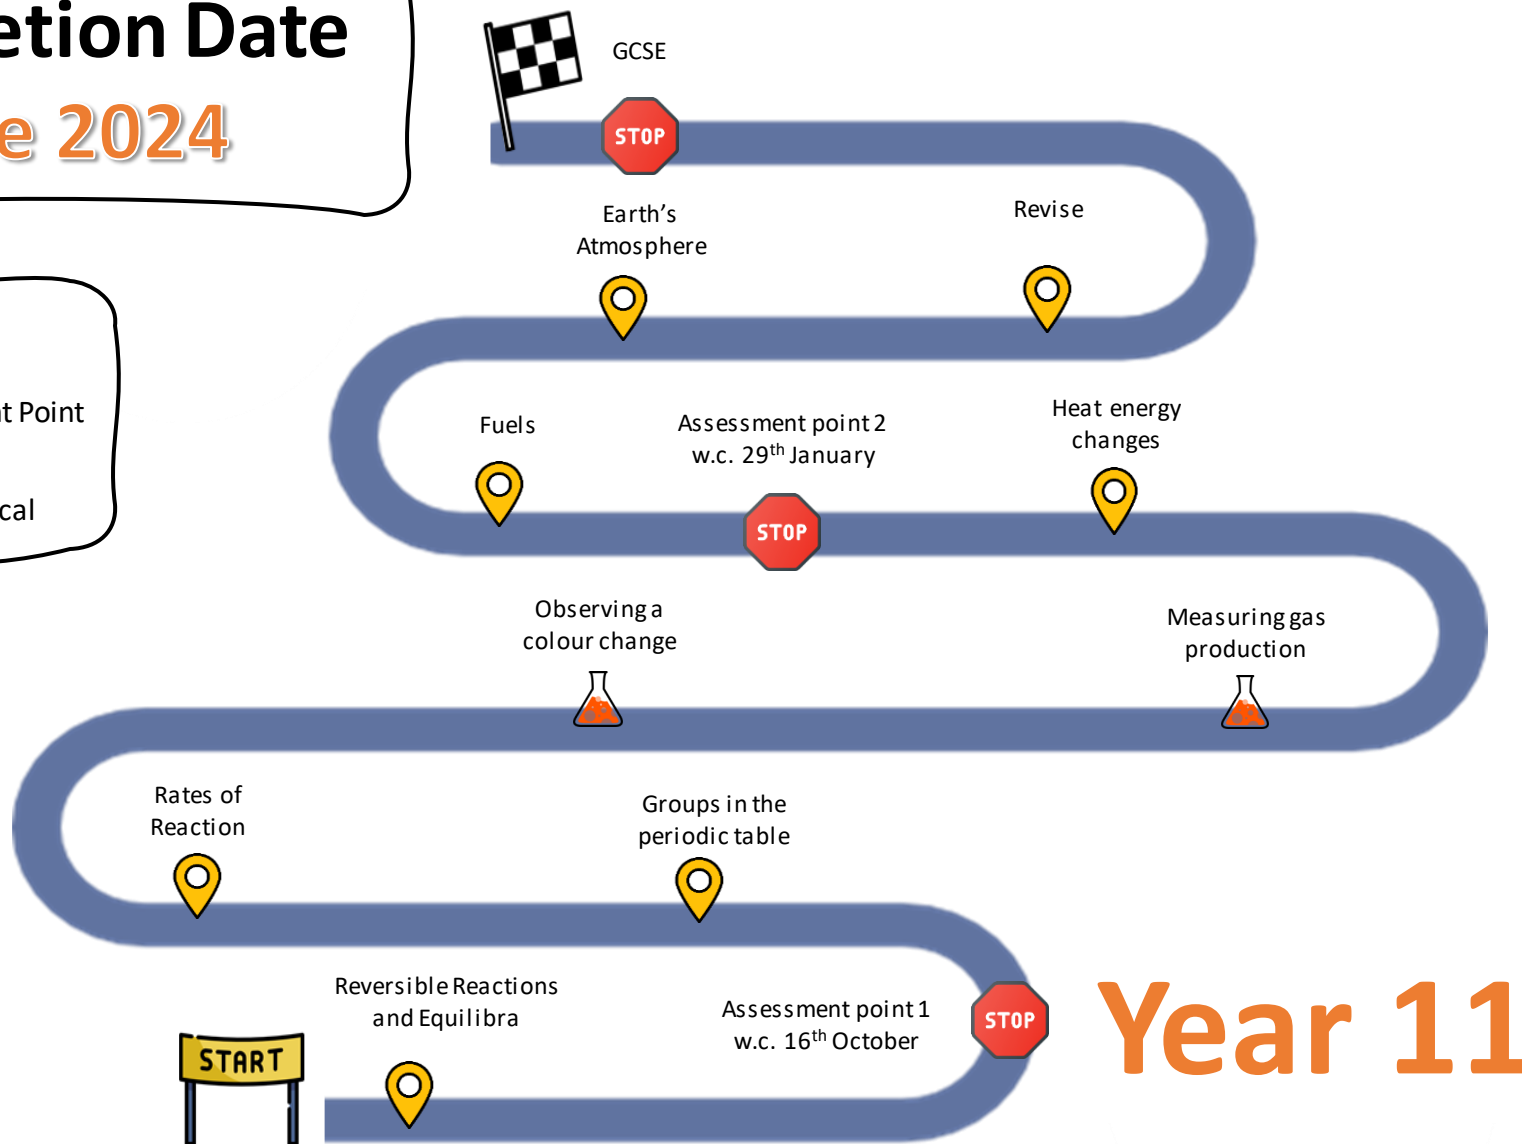 etion Date
e 2024
GCSE
STOP
Earth’s
Atmosphere
Revise
t Point
cal
Fuels
Assessment point 2
w.c. 29th January
Heat energy
changes
STOP
Observing a
colour change
Measuring gas
production
Rates of
Reaction
Groups in the
periodic table
Reversible Reactions
and Equilibra
Assessment point 1
w.c. 16th October
STOP
Year 11
START